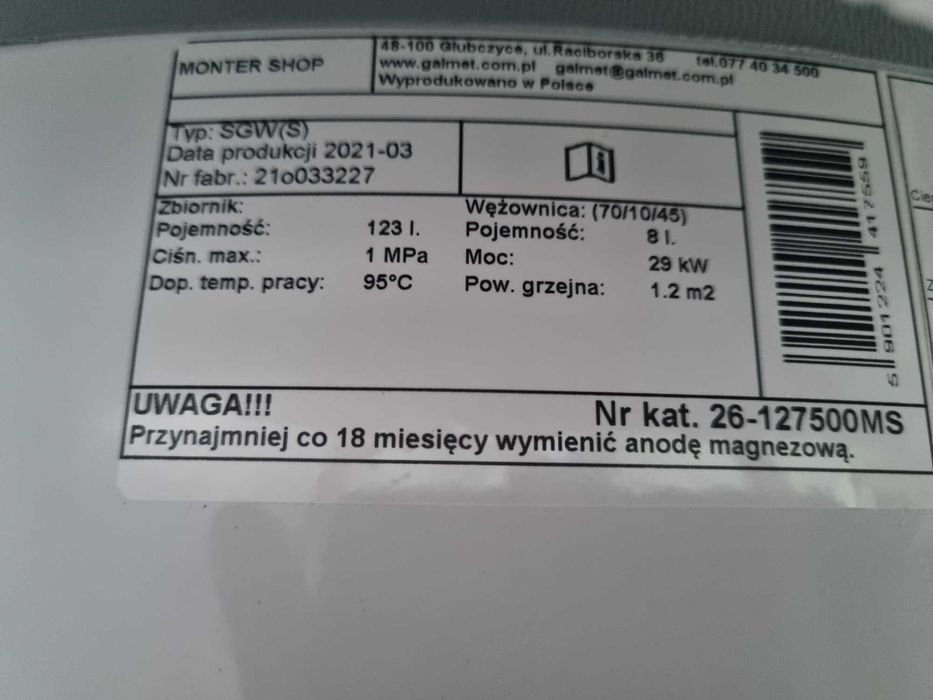 MONTER SHOP
48-100 Głubczyce, ul.Raciborska 36 tel.077 40 34 500
www.galmet.com.pl galmet@galmet.com.pl
Wyprodukowano w Polsce
Typ: SGW(S)
Data produkcji 2021-03
Nr fabr.: 21o033227
Zbiornik:
Pojemność: 123 l.
Ciśn. max.: 1 MPa
Dop. temp. pracy: 95°C
Wężownica: (70/10/45)
Pojemność: 8 l.
Moc: 29 kW
Pow. grzejna: 1.2 m2
5 901224 417559
UWAGA!!! Nr kat. 26-127500MS
Przynajmniej co 18 miesięcy wymienić anodę magnezową.